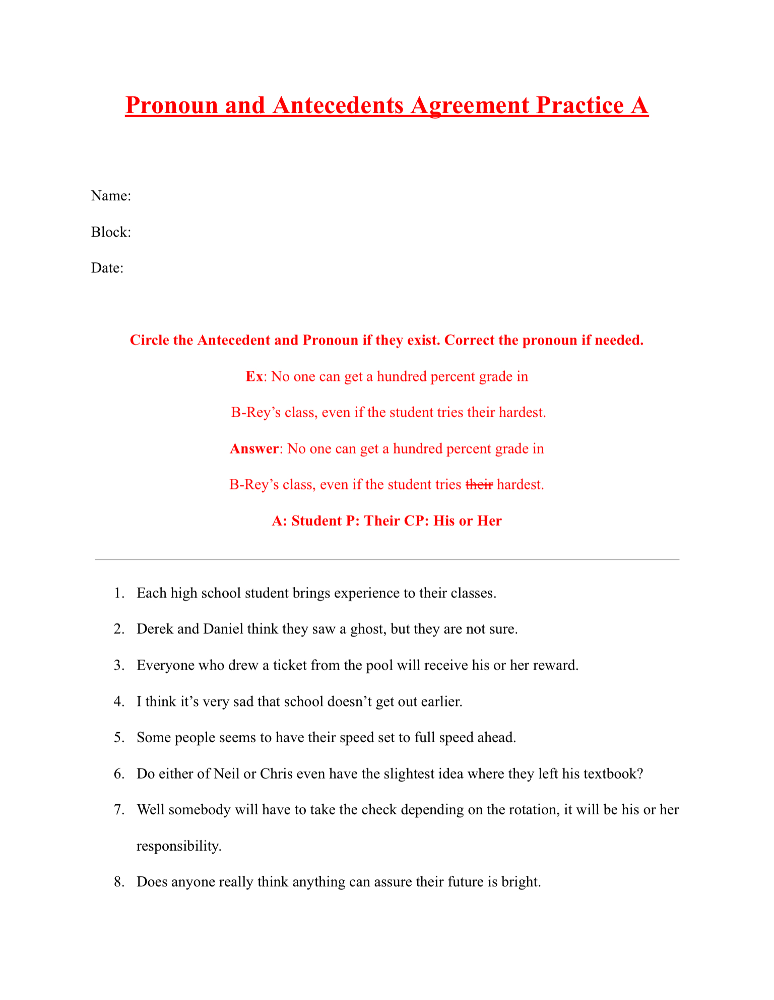 Pronoun and Antecedents Agreement Practice A
Name:
Block:
Date:
Circle the Antecedent and Pronoun if they exist. Correct the pronoun if needed.
Ex: No one can get a hundred percent grade in
B-Rey’s class, even if the student tries their hardest.
Answer: No one can get a hundred percent grade in
B-Rey’s class, even if the student tries their hardest.
A: Student P: Their CP: His or Her
1. Each high school student brings experience to their classes.
2. Derek and Daniel think they saw a ghost, but they are not sure.
3. Everyone who drew a ticket from the pool will receive his or her reward.
4. I think it’s very sad that school doesn’t get out earlier.
5. Some people seems to have their speed set to full speed ahead.
6. Do either of Neil or Chris even have the slightest idea where they left his textbook?
7. Well somebody will have to take the check depending on the rotation, it will be his or her
responsibility.
8. Does anyone really think anything can assure their future is bright.